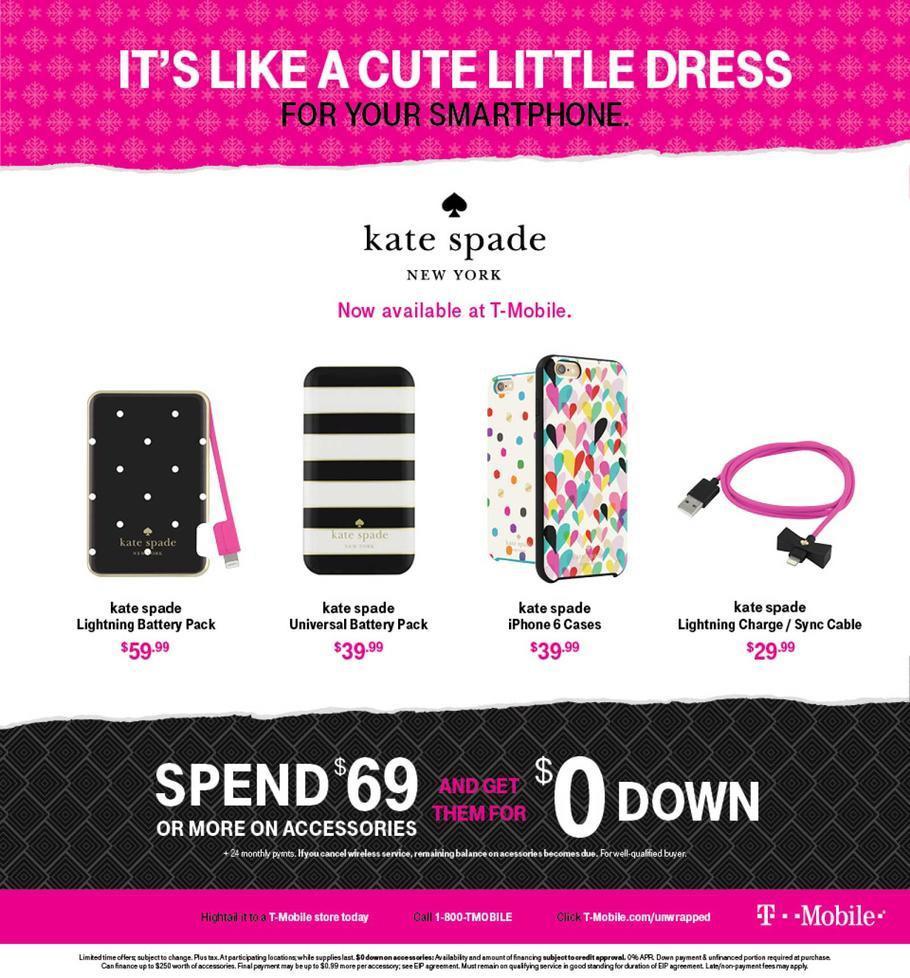 IT'S LIKE A CUTE LITTLE DRESS
FOR YOUR SMARTPHONE.
kate spade
NEW YORK
Now available at T-Mobile.
kate spade
NEW YORK
kate spade
NEW YORK
kate spade
kate spade
Lightning Battery Pack
$59.99
kate spade
Universal Battery Pack
$39.99
kate spade
iPhone 6 Cases
$39.99
kate spade
Lightning Charge / Sync Cable
$29.99
SPEND $69
OR MORE ON ACCESSORIES
AND GET
THEM FOR
$0 DOWN
+ 24 monthly pymts. If you cancel wireless service, remaining balance on acessories becomes due. For well-qualified buyer.
Hightail it to a T-Mobile store today Call 1-800-TMOBILE Click T-Mobile.com/unwrapped T··Mobile·
Limited time offers; subject to change. Plus tax. At participating locations; while supplies last. $0 down on accessories: Availability and amount of financing subject to credit approval. 0% APR. Down payment & unfinanced portion required at purchase.
Can finance up to $250 worth of accessories. Final payment may be up to $0.99 more per accessory; see EIP agreement. Must remain on qualifying service in good standing for duration of EIP agreement. Late/non-payment fees may apply.